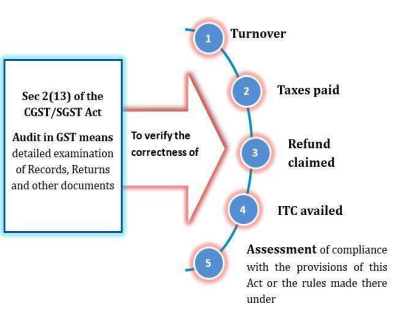 Sec 2(13) of the
CGST/SGST Act
Audit in GST means
detailed examination
of Records, Returns
and other documents
To verify the
correctness of
1
Turnover
2
Taxes paid
3
Refund
claimed
4
ITC availed
5
Assessment of compliance
with the provisions of this
Act or the rules made there
under